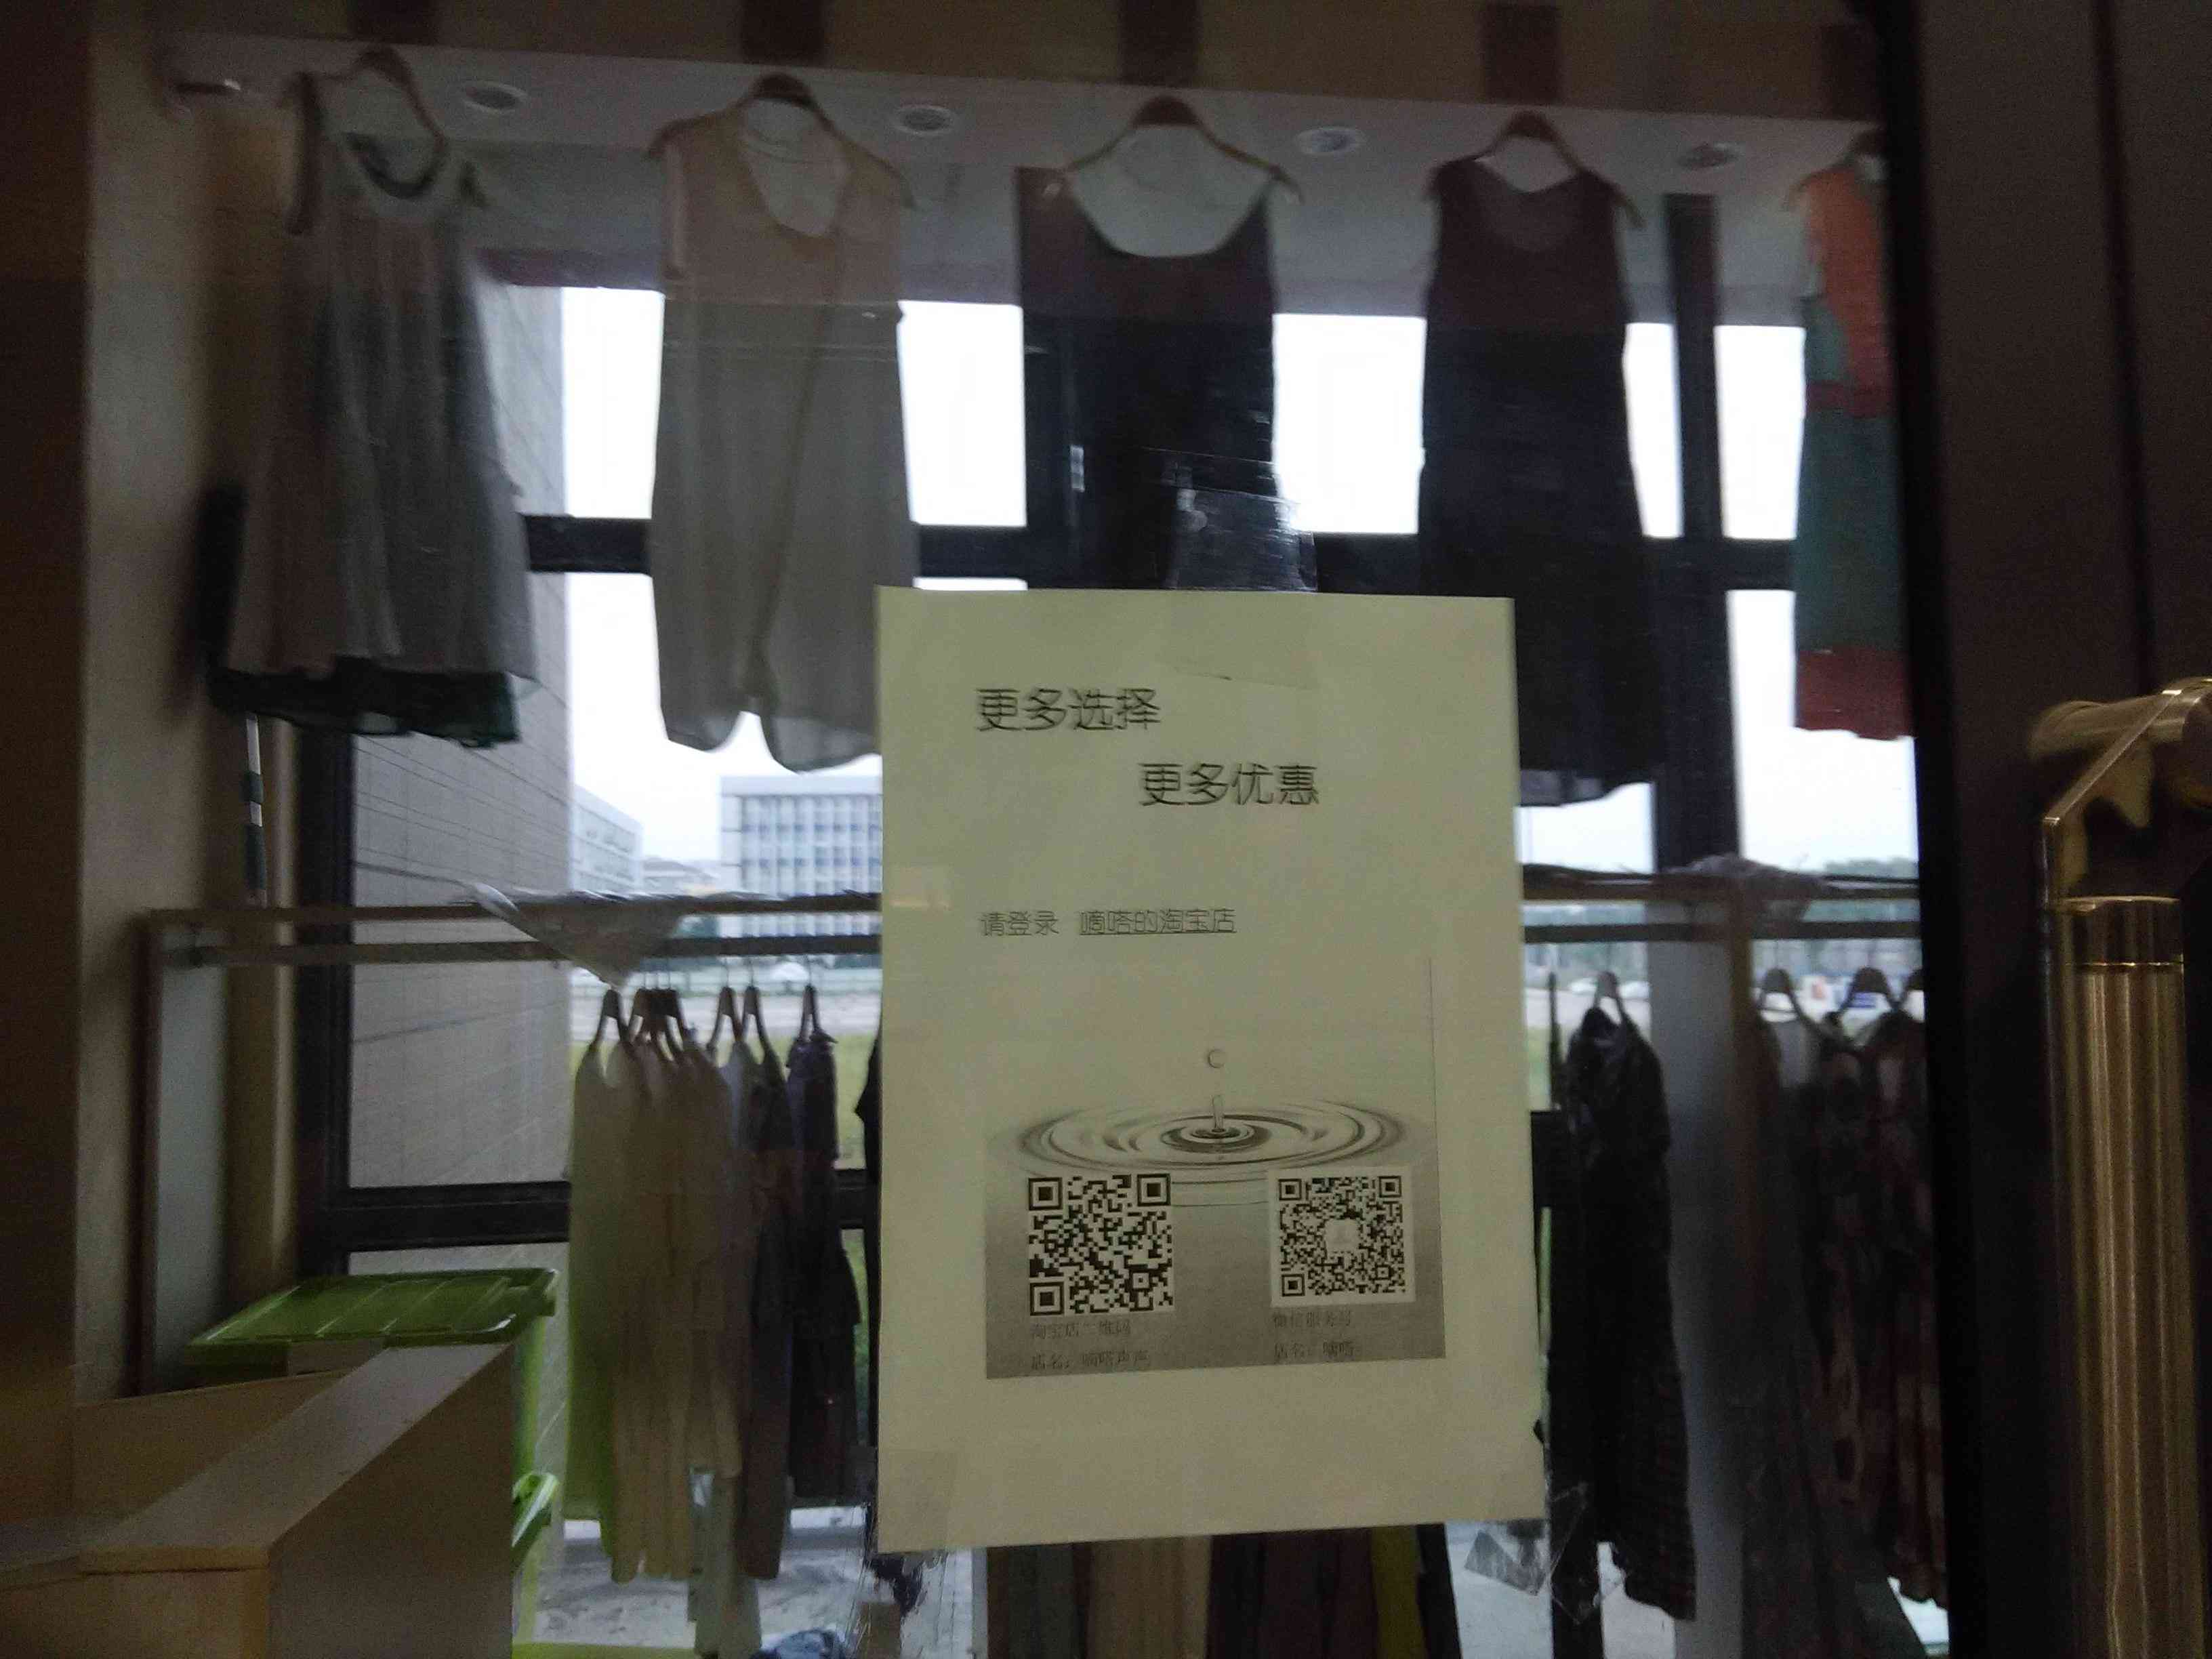 更多选择
更多优惠
请登录 嘀嗒的淘宝店
淘宝店二维码
微信服务号
店名：嘀嗒声声
店名：嘀嗒